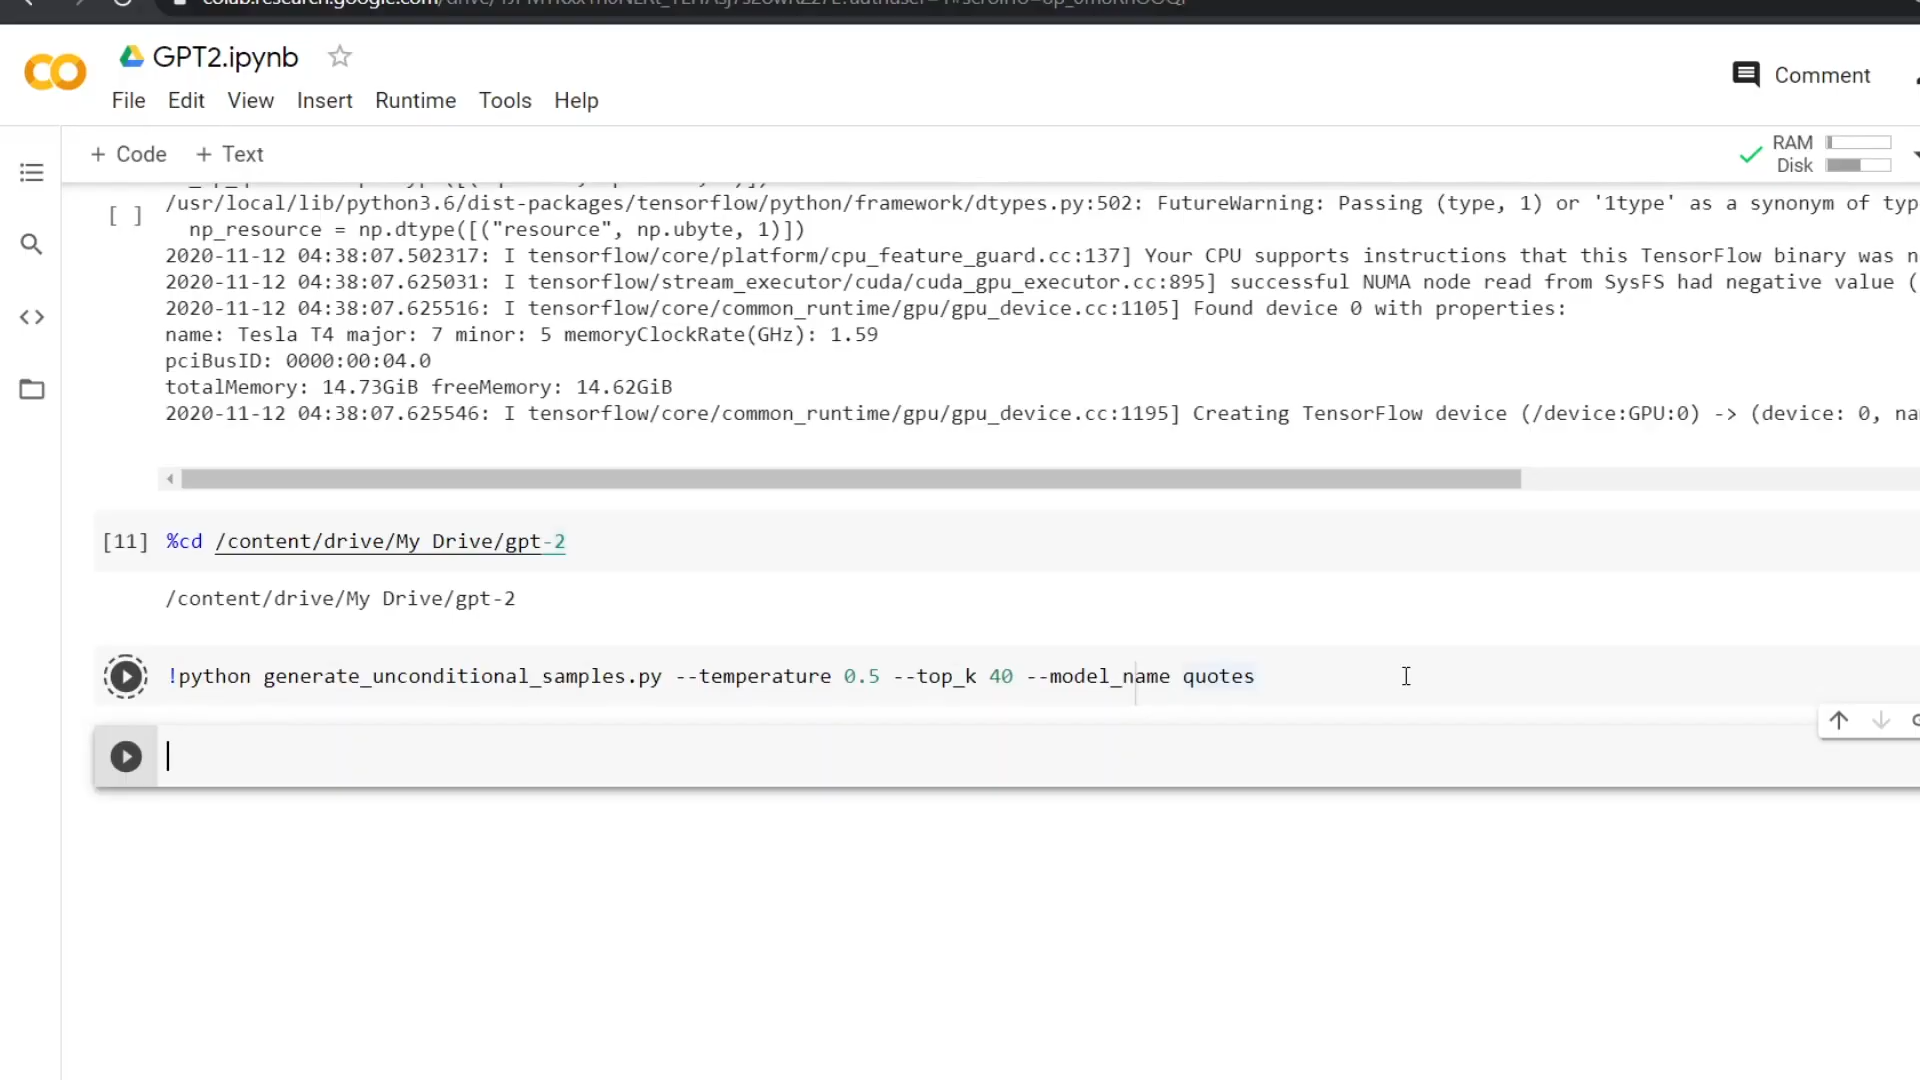 GPT2.ipynb
Comment
File Edit View Insert Runtime Tools Help
+ Code + Text
RAM
Disk
[ ] /usr/local/lib/python3.6/dist-packages/tensorflow/python/framework/dtypes.py:502: FutureWarning: Passing (type, 1) or '1type' as a synonym of typ
np_resource = np.dtype([("resource", np.ubyte, 1)])
2020-11-12 04:38:07.502317: I tensorflow/core/platform/cpu_feature_guard.cc:137] Your CPU supports instructions that this TensorFlow binary was n
2020-11-12 04:38:07.625031: I tensorflow/stream_executor/cuda/cuda_gpu_executor.cc:895] successful NUMA node read from SysFS had negative value (
2020-11-12 04:38:07.625516: I tensorflow/core/common_runtime/gpu/gpu_device.cc:1105] Found device 0 with properties:
name: Tesla T4 major: 7 minor: 5 memoryClockRate(GHz): 1.59
pciBusID: 0000:00:04.0
totalMemory: 14.73GiB freeMemory: 14.62GiB
2020-11-12 04:38:07.625546: I tensorflow/core/common_runtime/gpu/gpu_device.cc:1195] Creating TensorFlow device (/device:GPU:0) -> (device: 0, na
[11] %cd /content/drive/My Drive/gpt-2
/content/drive/My Drive/gpt-2
!python generate_unconditional_samples.py --temperature 0.5 --top_k 40 --model_name quotes